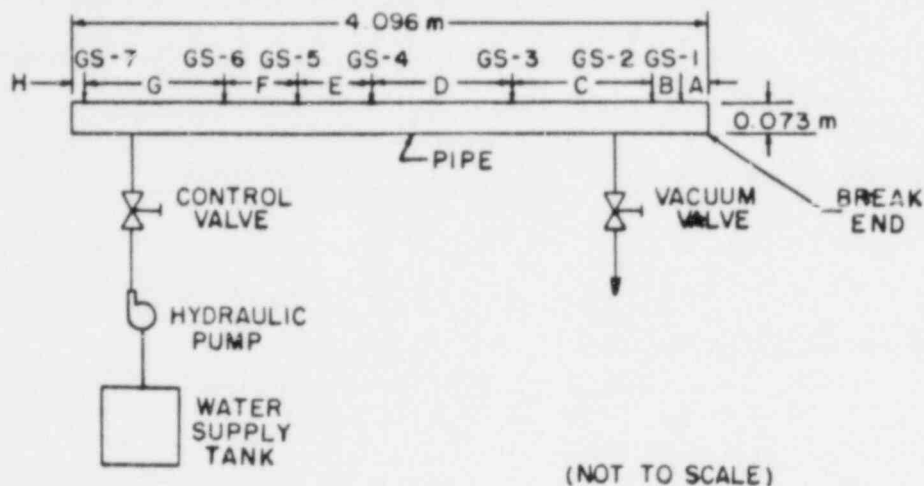 4.096 m
GS-7 GS-6 GS-5 GS-4 GS-3 GS-2 GS-1
H G F E D C B A
0.073 m
PIPE
CONTROL
VALVE
VACUUM
VALVE
BREAK
END
HYDRAULIC
PUMP
WATER
SUPPLY
TANK
(NOT TO SCALE)